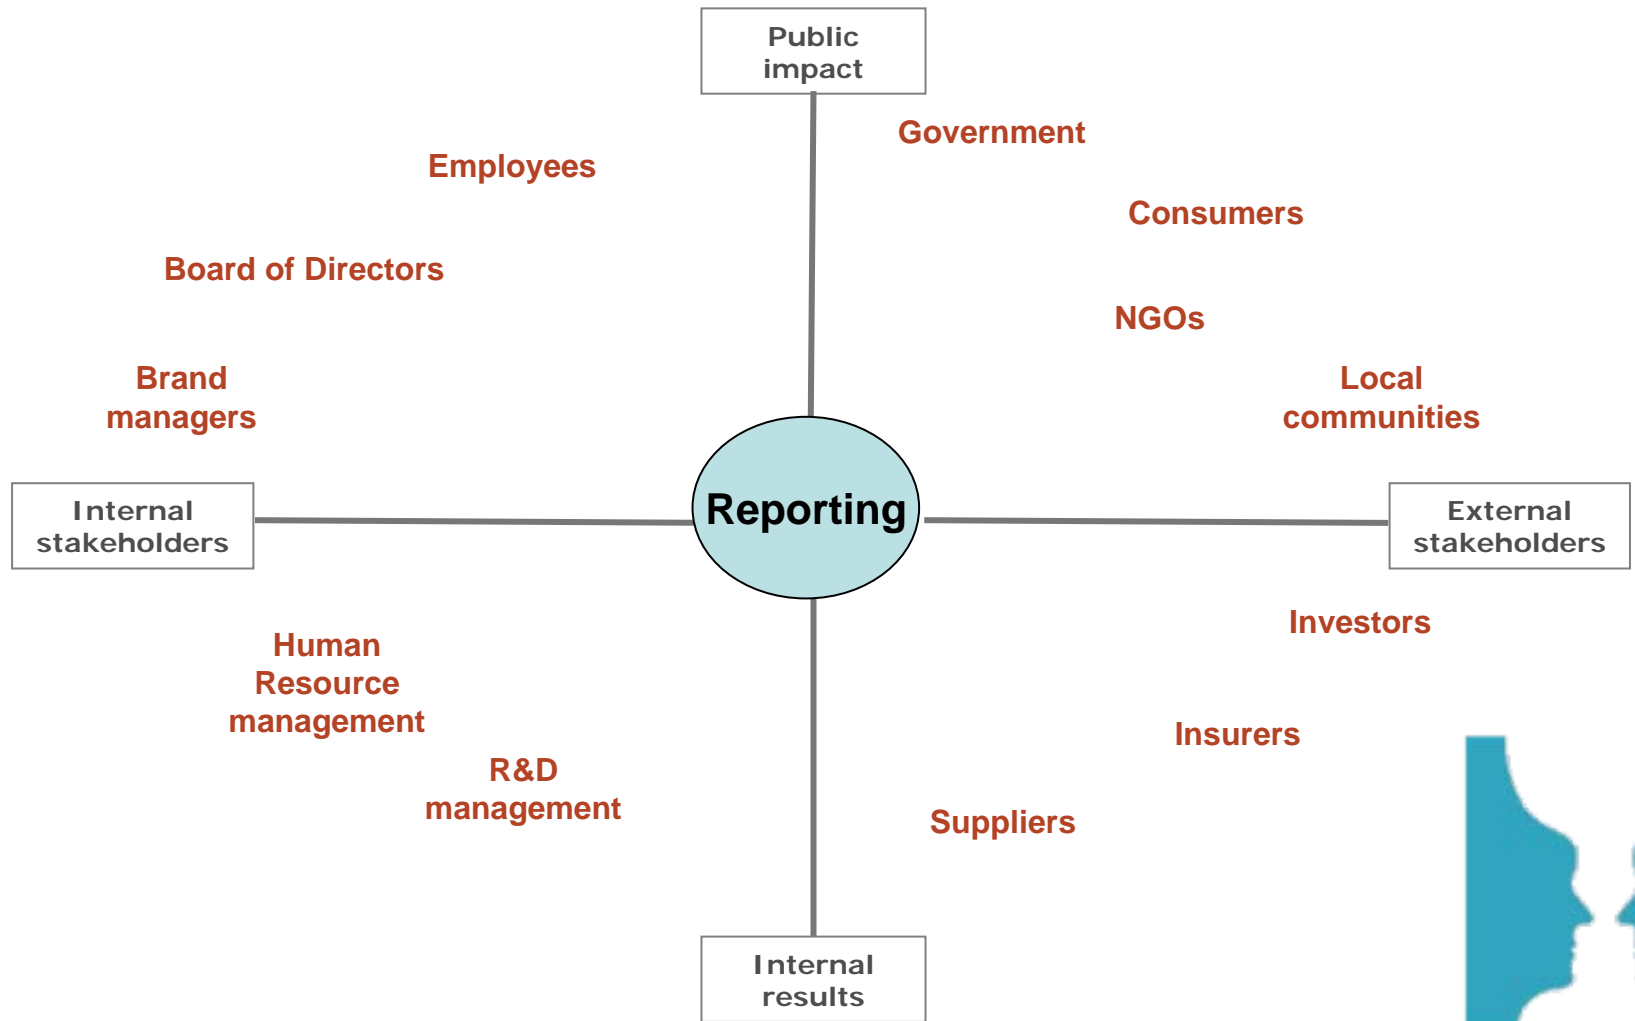 Public
impact
Government
Employees
Consumers
Board of Directors
NGOs
Brand
managers
Local
communities
Internal
stakeholders
Reporting
External
stakeholders
Investors
Human
Resource
management
Insurers
R&D
management
Suppliers
Internal
results